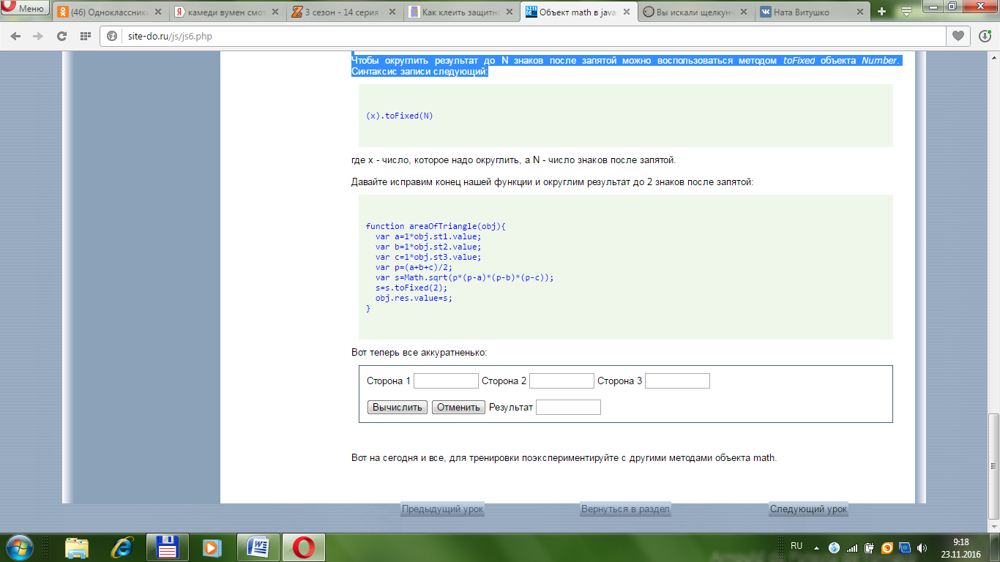 Меню
(46) Одноклассник
камеди вумен смот
3 сезон - 14 серия
Как клеить защитно
Объект math в java
Вы искали щелкунч
Ната Витушко
site-do.ru/js/js6.php
Чтобы округлить результат до N знаков после запятой можно воспользоваться методом toFixed объекта Number.
Синтаксис записи следующий:
(x).toFixed(N)
где x - число, которое надо округлить, а N - число знаков после запятой.
Давайте исправим конец нашей функции и округлим результат до 2 знаков после запятой:
function areaOfTriangle(obj){
var a=1*obj.st1.value;
var b=1*obj.st2.value;
var c=1*obj.st3.value;
var p=(a+b+c)/2;
var s=Math.sqrt(p*(p-a)*(p-b)*(p-c));
s=s.toFixed(2);
obj.res.value=s;
}
Вот теперь все аккуратненько:
Сторона 1 Сторона 2 Сторона 3
Вычислить Отменить Результат
Вот на сегодня и все, для тренировки поэкспериментируйте с другими методами объекта math.
Предыдущий урок Вернуться в раздел Следующий урок
RU 9:18
23.11.2016